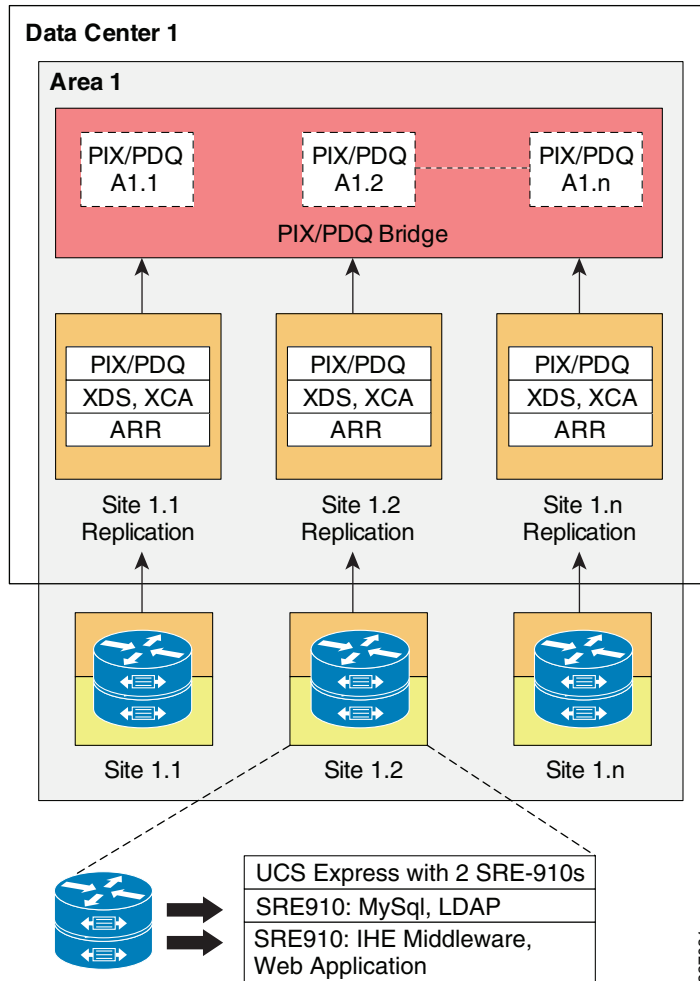 Data Center 1
Area 1
PIX/PDQ
A1.1
PIX/PDQ
A1.2
PIX/PDQ
A1.n
PIX/PDQ Bridge
PIX/PDQ
XDS, XCA
ARR
PIX/PDQ
XDS, XCA
ARR
PIX/PDQ
XDS, XCA
ARR
Site 1.1
Replication
Site 1.2
Replication
Site 1.n
Replication
Site 1.1
Site 1.2
Site 1.n
UCS Express with 2 SRE-910s
SRE910: MySql, LDAP
SRE910: IHE Middleware,
Web Application